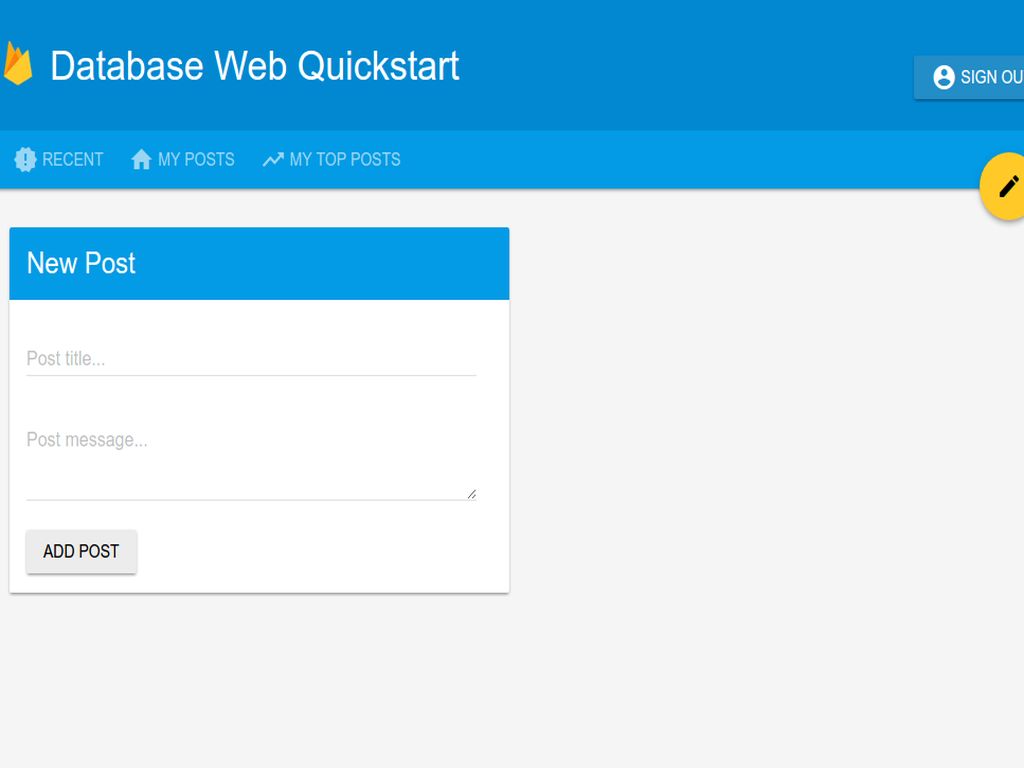 Database Web Quickstart
SIGN OU
RECENT MY POSTS MY TOP POSTS
New Post
Post title...
Post message...
ADD POST